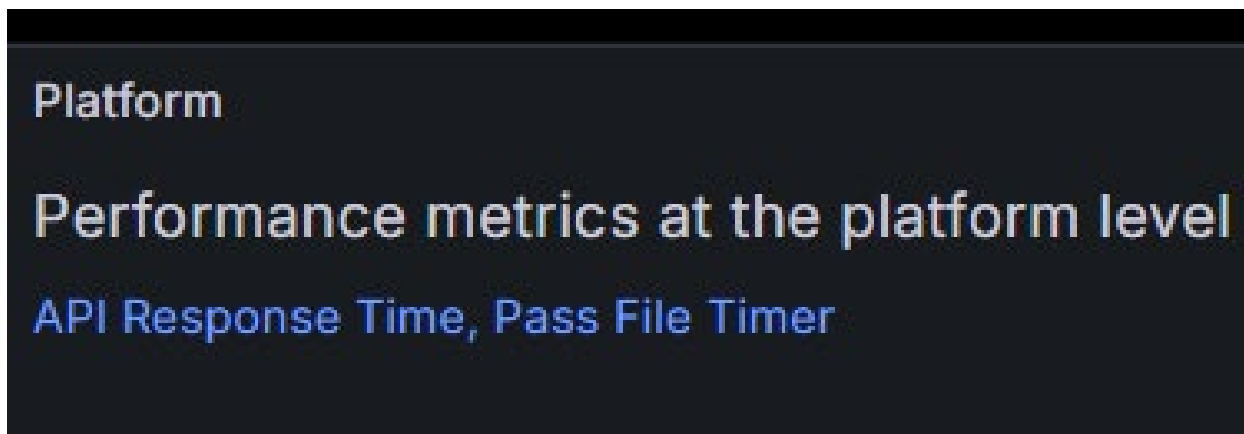 Platform
Performance metrics at the platform level
API Response Time, Pass File Timer